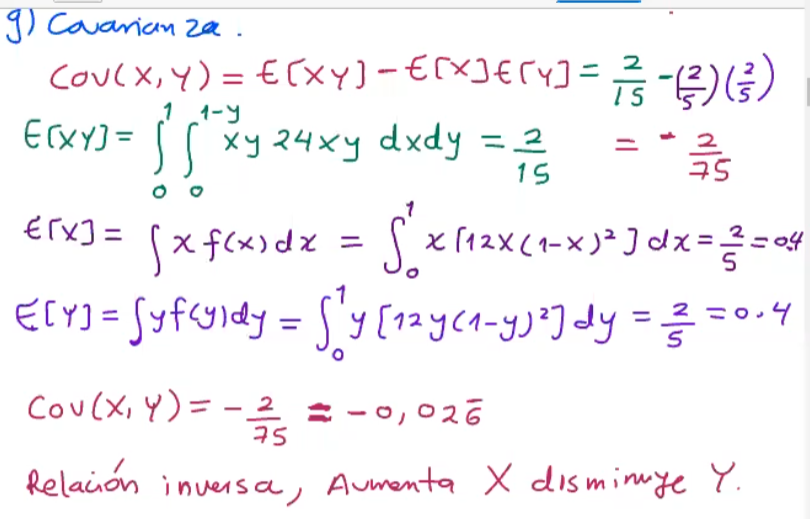 g) Covarianza.
Cov(X,Y) = E[XY] - E[X]E[Y] = 2/15 - (2/5)(2/5)
E[XY] = ∫₀¹ ∫₀^{1-y} xy 24xy dxdy = 2/15 = - 2/75
E[X] = ∫ x f(x) dx = ∫₀¹ x [12x(1-x)²] dx = 2/5 = 0.4
E[Y] = ∫ y f(y) dy = ∫₀¹ y [12y(1-y)²] dy = 2/5 = 0.4
Cov(X,Y) = - 2/75 = -0,026̅
Relación inversa, Aumenta X disminuye Y.